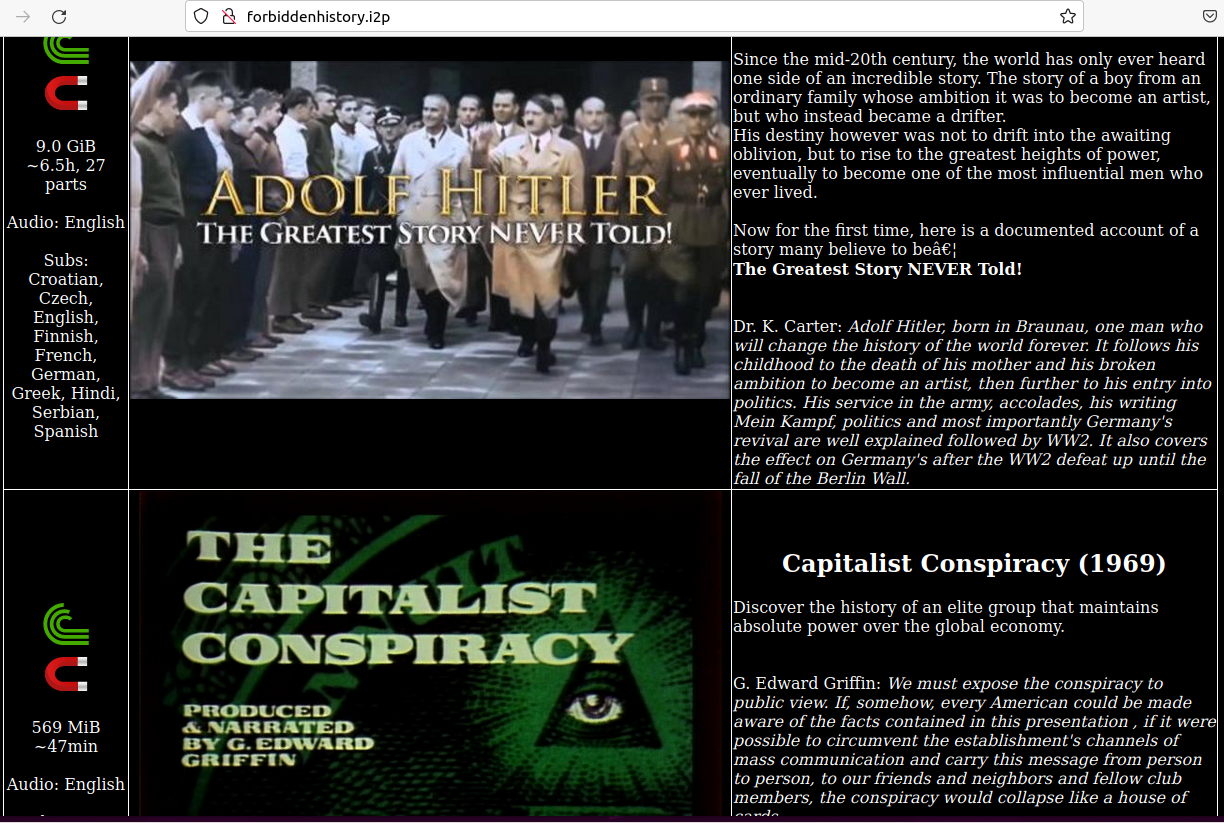 forbiddenhistory.i2p
9.0 GiB
~6.5h, 27
parts
Audio: English
Subs:
Croatian,
Czech,
English,
Finnish,
French,
German,
Greek, Hindi,
Serbian,
Spanish
ADOLF HITLER
THE GREATEST STORY NEVER TOLD!
Since the mid-20th century, the world has only ever heard
one side of an incredible story. The story of a boy from an
ordinary family whose ambition it was to become an artist,
but who instead became a drifter.
His destiny however was not to drift into the awaiting
oblivion, but to rise to the greatest heights of power,
eventually to become one of the most influential men who
ever lived.
Now for the first time, here is a documented account of a
story many believe to beâ€¦
The Greatest Story NEVER Told!
Dr. K. Carter: Adolf Hitler, born in Braunau, one man who
will change the history of the world forever. It follows his
childhood to the death of his mother and his broken
ambition to become an artist, then further to his entry into
politics. His service in the army, accolades, his writing
Mein Kampf, politics and most importantly Germany's
revival are well explained followed by WW2. It also covers
the effect on Germany's after the WW2 defeat up until the
fall of the Berlin Wall.
569 MiB
~47min
Audio: English
THE
CAPITALIST
CONSPIRACY
PRODUCED
& NARRATED
BY G. EDWARD
GRIFFIN
Capitalist Conspiracy (1969)
Discover the history of an elite group that maintains
absolute power over the global economy.
G. Edward Griffin: We must expose the conspiracy to
public view. If, somehow, every American could be made
aware of the facts contained in this presentation , if it were
possible to circumvent the establishment's channels of
mass communication and carry this message from person
to person, to our friends and neighbors and fellow club
members, the conspiracy would collapse like a house of
cards